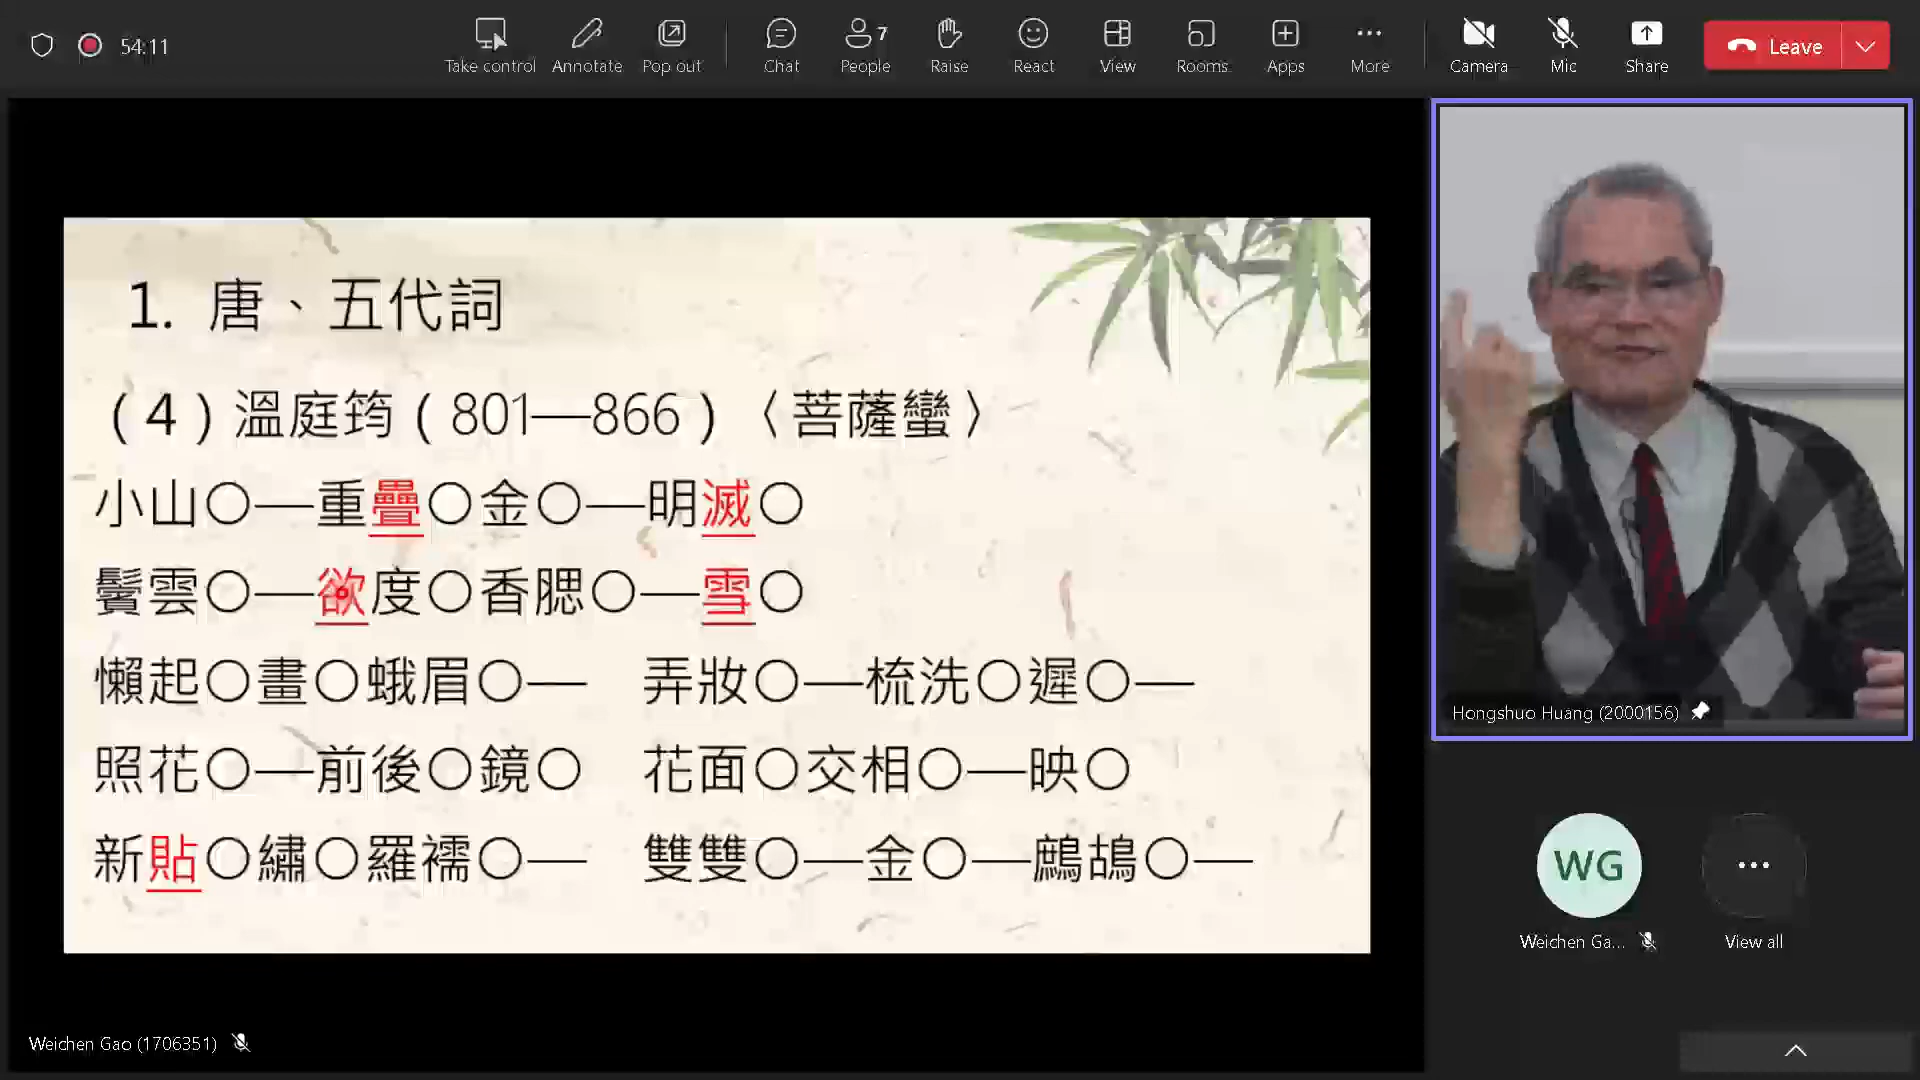 54:11
Take control
Annotate
Pop out
Chat
People
7
Raise
React
View
Rooms
Apps
More
Camera
Mic
Share
Leave
1. 唐、五代詞
(4)溫庭筠(801—866)〈菩薩蠻〉
小山○—重疊○金○—明滅○
鬢雲○—欲度○香腮○—雪○
懶起○畫○蛾眉○— 弄妝○—梳洗○遲○—
照花○—前後○鏡○ 花面○交相○—映○
新貼○繡○羅襦○— 雙雙○—金○—鷓鴣○—
Hongshuo Huang (2000156)
WG
Weichen Ga...
View all
Weichen Gao (1706351)